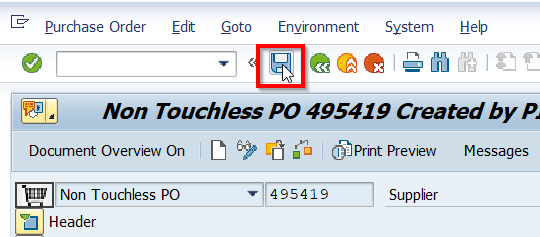 Purchase Order Edit Goto Environment System Help
Non Touchless PO 495419 Created by
Document Overview On Print Preview Messages
Non Touchless PO 495419 Supplier
Header